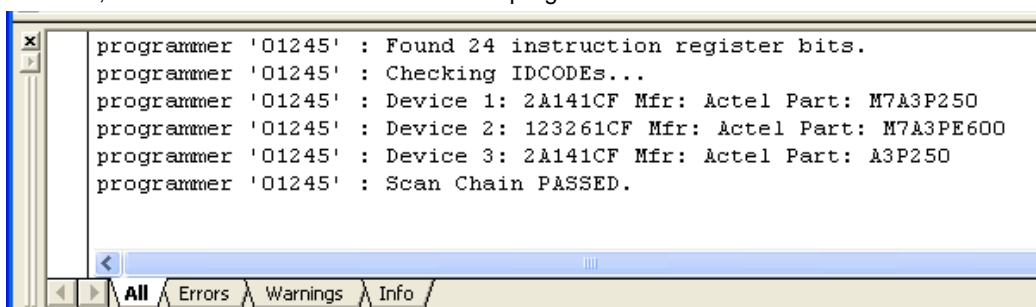 programmer '01245' : Found 24 instruction register bits.
programmer '01245' : Checking IDCODEs...
programmer '01245' : Device 1: 2A141CF Mfr: Actel Part: M7A3P250
programmer '01245' : Device 2: 123261CF Mfr: Actel Part: M7A3PE600
programmer '01245' : Device 3: 2A141CF Mfr: Actel Part: A3P250
programmer '01245' : Scan Chain PASSED.
All Errors Warnings Info